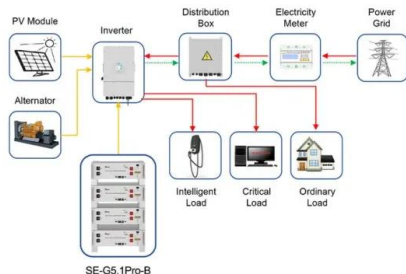 PV Module
Inverter
Distribution
Box
Electricity
Meter
Power
Grid
Alternator
Intelligent
Load
Critical
Load
Ordinary
Load
SE-G5.1Pro-B